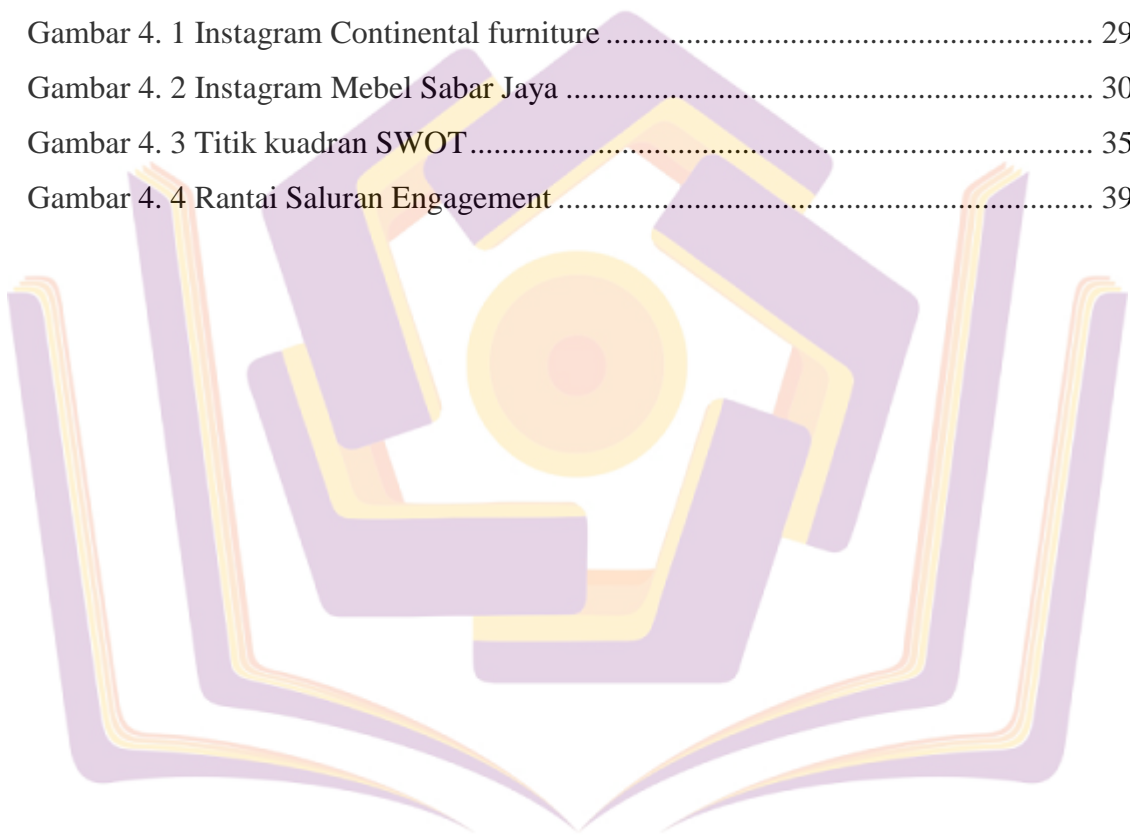 Gambar 4. 1 Instagram Continental furniture ................................................................ 29
Gambar 4. 2 Instagram Mebel Sabar Jaya ..................................................................... 30
Gambar 4. 3 Titik kuadran SWOT ................................................................................. 35
Gambar 4. 4 Rantai Saluran Engagement ...................................................................... 39